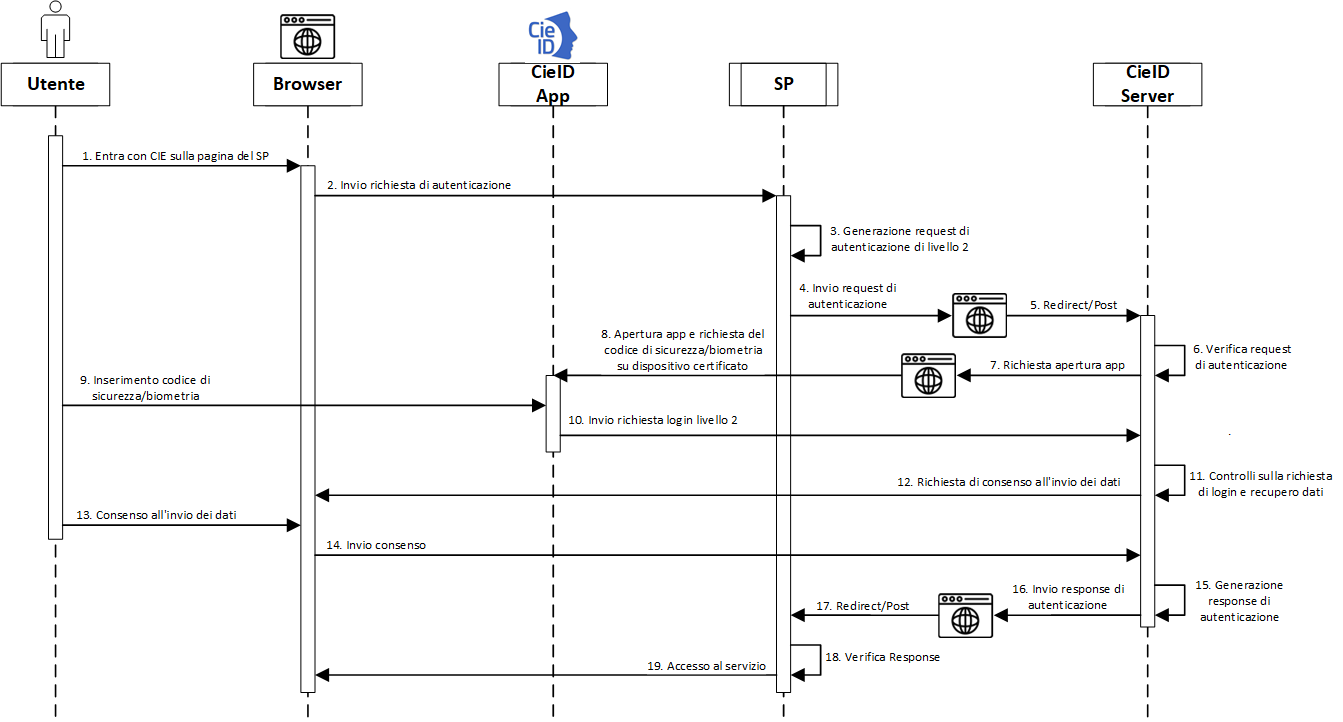 Cie
ID
Utente
Browser
CieID
App
SP
CieID
Server
1. Entra con CIE sulla pagina del SP
2. Invio richiesta di autenticazione
3. Generazione request di
autenticazione di livello 2
4. Invio request di
autenticazione
5. Redirect/Post
6. Verifica request
di autenticazione
7. Richiesta apertura app
8. Apertura app e richiesta del
codice di sicurezza/biometria
su dispositivo certificato
9. Inserimento codice di
sicurezza/biometria
10. Invio richiesta login livello 2
.
11. Controlli sulla richiesta
di login e recupero dati
12. Richiesta di consenso all'invio dei dati
13. Consenso all'invio dei dati
14. Invio consenso
15. Generazione
response di
autenticazione
16. Invio response di
autenticazione
17. Redirect/Post
18. Verifica Response
19. Accesso al servizio